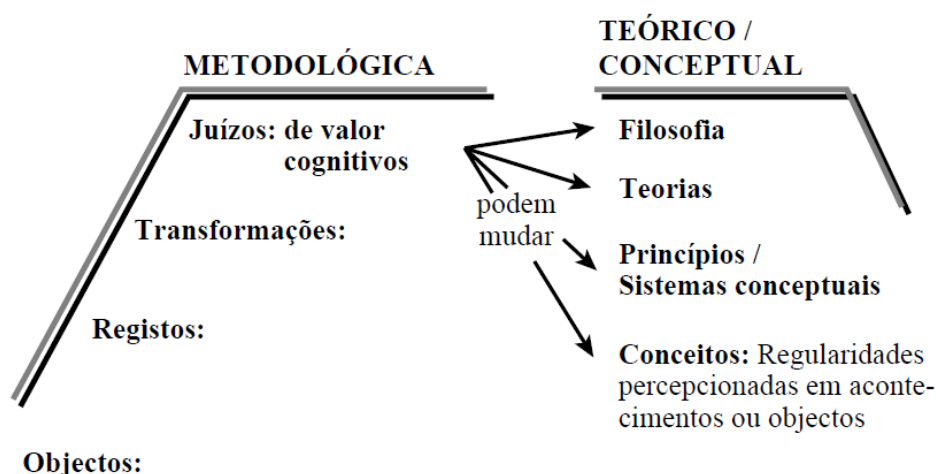 METODOLÓGICA
Juízos: de valor
cognitivos
Transformações:
Registos:
Objectos:
podem
mudar
TEÓRICO /
CONCEPTUAL
Filosofia
Teorias
Princípios /
Sistemas conceptuais
Conceitos: Regularidades
percepcionadas em aconte-
cimentos ou objectos